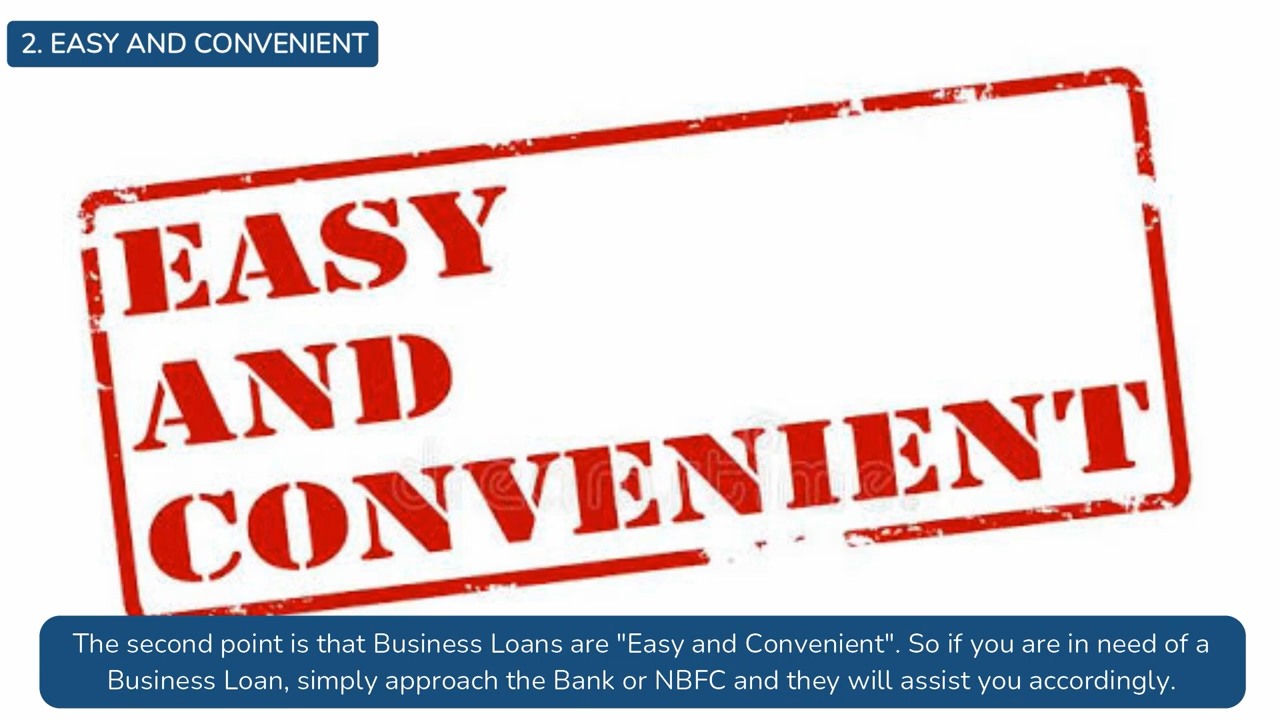 2. EASY AND CONVENIENT
EASY
AND
CONVENIENT
dreamstime
The second point is that Business Loans are "Easy and Convenient". So if you are in need of a
Business Loan, simply approach the Bank or NBFC and they will assist you accordingly.